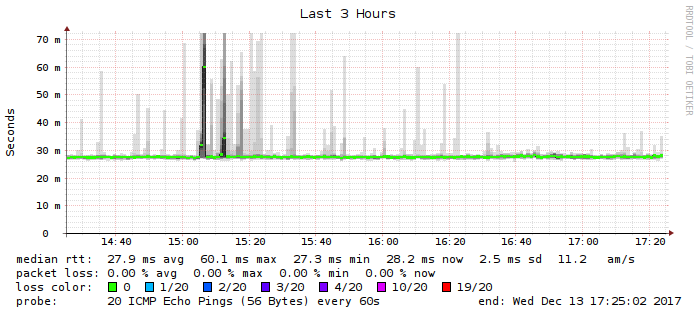 Last 3 Hours
RRDTOOL / TOBI OETIKER
Seconds
70 m
60 m
50 m
40 m
30 m
20 m
10 m
0
14:40 15:00 15:20 15:40 16:00 16:20 16:40 17:00 17:20
median rtt: 27.9 ms avg 60.1 ms max 27.3 ms min 28.2 ms now 2.5 ms sd 11.2 am/s
packet loss: 0.00 % avg 0.00 % max 0.00 % min 0.00 % now
loss color: 0 1/20 2/20 3/20 4/20 10/20 19/20
probe: 20 ICMP Echo Pings (56 Bytes) every 60s end: Wed Dec 13 17:25:02 2017